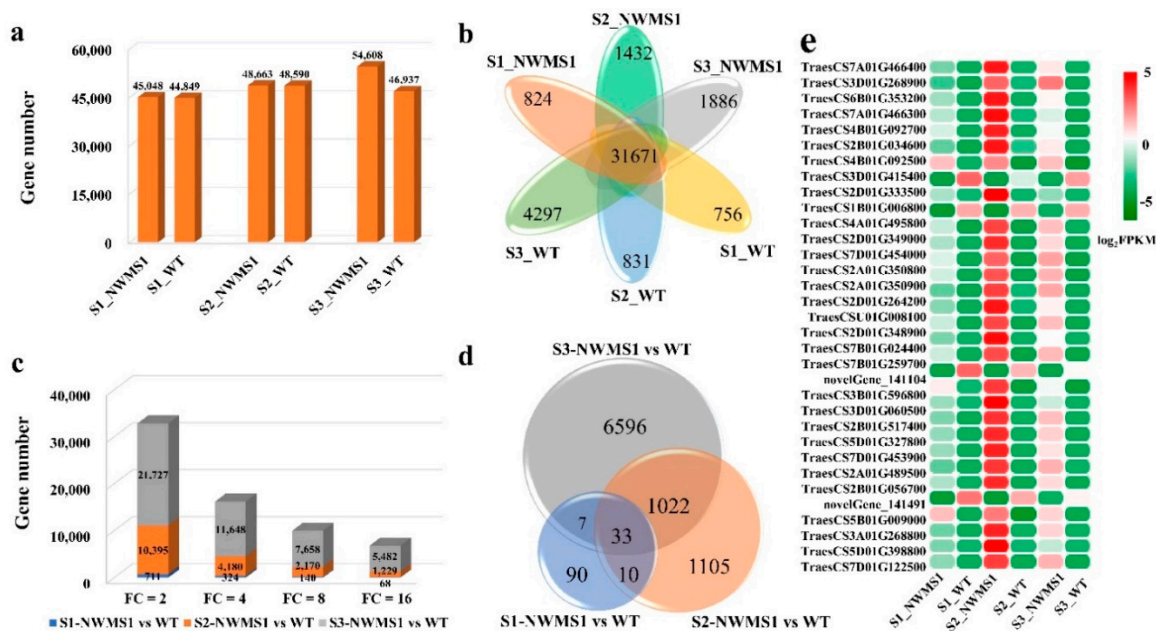 a
60,000
45,000
30,000
15,000
0
Gene number
45,048
44,849
48,663
48,590
54,608
46,937
S1_NWMS1
S1_WT
S2_NWMS1
S2_WT
S3_NWMS1
S3_WT
b
S2_NWMS1
S1_NWMS1
S3_NWMS1
1432
824
1886
31671
4297
756
831
S3_WT
S1_WT
S2_WT
c
40,000
30,000
20,000
10,000
0
Gene number
21,727
10,395
711
11,648
4,180
324
7,658
2,170
140
5,482
1,229
68
FC = 2
FC = 4
FC = 8
FC = 16
S1-NWMS1 vs WT
S2-NWMS1 vs WT
S3-NWMS1 vs WT
d
S3-NWMS1 vs WT
6596
1022
7
33
90
10
1105
S1-NWMS1 vs WT
S2-NWMS1 vs WT
e
TraesCS7A01G466400
TraesCS3D01G268900
TraesCS6B01G353200
TraesCS7A01G466300
TraesCS4B01G092700
TraesCS2B01G034600
TraesCS4B01G092500
TraesCS3D01G415400
TraesCS2D01G333500
TraesCS1B01G006800
TraesCS4A01G495800
TraesCS2D01G349000
TraesCS7D01G454000
TraesCS2A01G350800
TraesCS2A01G350900
TraesCS2D01G264200
TraesCSU01G008100
TraesCS2D01G348900
TraesCS7B01G024400
TraesCS7B01G259700
novelGene_141104
TraesCS3B01G596800
TraesCS3D01G060500
TraesCS2B01G517400
TraesCS5D01G327800
TraesCS7D01G453900
TraesCS2A01G489500
TraesCS2B01G056700
novelGene_141491
TraesCS5B01G009000
TraesCS3A01G268800
TraesCS5D01G398800
TraesCS7D01G122500
S1_NWMS1
S1_WT
S2_NWMS1
S2_WT
S3_NWMS1
S3_WT
5
0
-5
log2FPKM